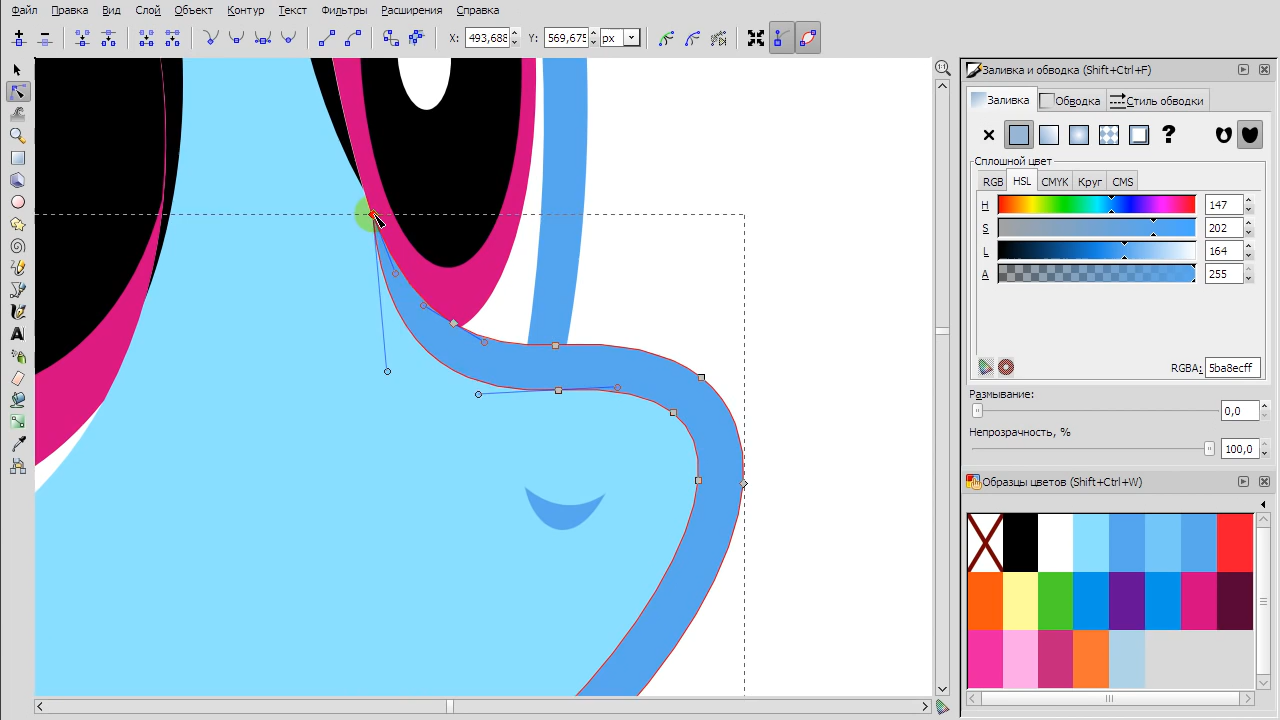 Файл Правка Вид Слой Объект Контур Текст Фильтры Расширения Справка
X: 493,688 Y: 569,675 px
Заливка и обводка (Shift+Ctrl+F)
Заливка Обводка Стиль обводки
?
Сплошной цвет
RGB HSL CMYK Круг CMS
H 147
S 202
L 164
A 255
RGBA: 5ba8ecff
Размывание:
0,0
Непрозрачность, %
100,0
Образцы цветов (Shift+Ctrl+W)